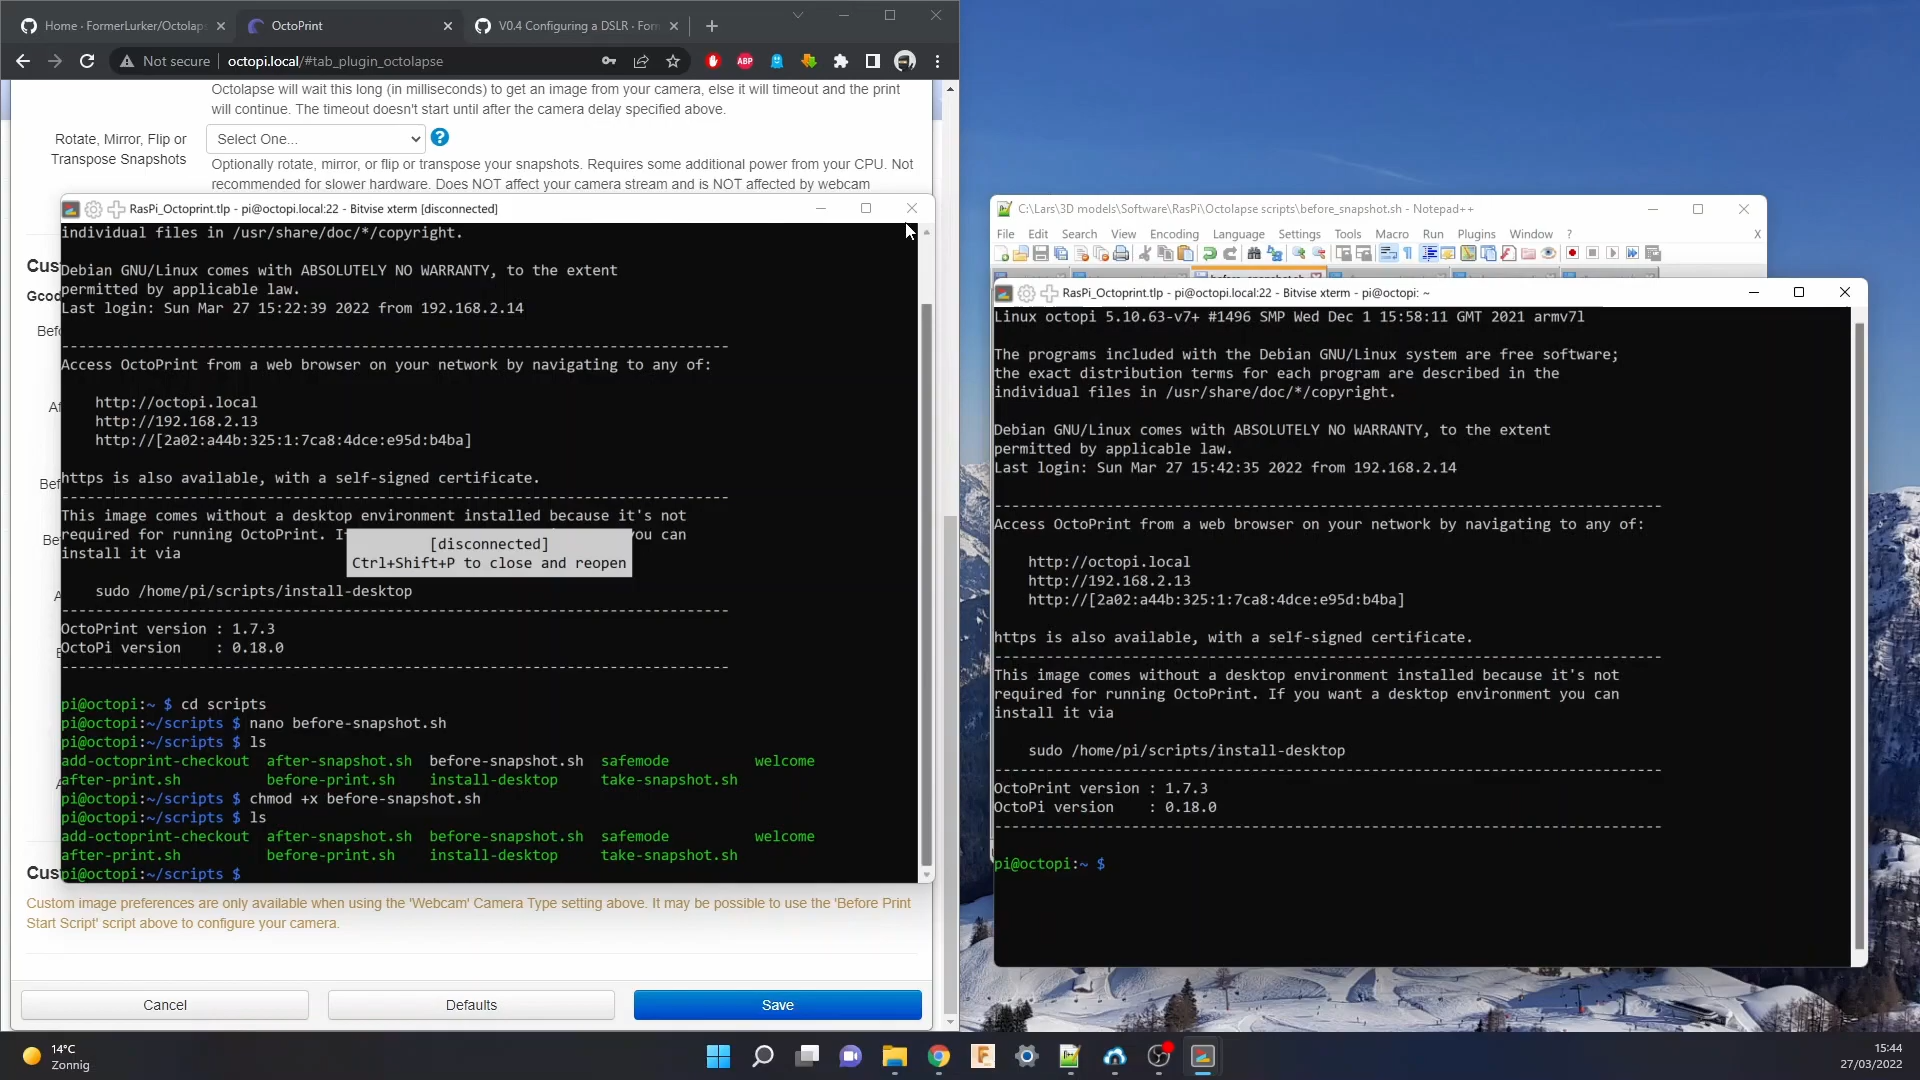 Home · FormerLurker/Octolaps
OctoPrint
V0.4 Configuring a DSLR · Forn
Not secure
octopi.local/#tab_plugin_octolapse
ABP
Octolapse will wait this long (in milliseconds) to get an image from your camera, else it will timeout and the print
will continue. The timeout doesn't start until after the camera delay specified above.
Rotate, Mirror, Flip or
Transpose Snapshots
Select One...
?
Optionally rotate, mirror, or flip or transpose your snapshots. Requires some additional power from your CPU. Not
recommended for slower hardware. Does NOT affect your camera stream and is NOT affected by webcam
RasPi_Octoprint.tlp - pi@octopi.local:22 - Bitvise xterm [disconnected]
individual files in /usr/share/doc/*/copyright.
Debian GNU/Linux comes with ABSOLUTELY NO WARRANTY, to the extent
permitted by applicable law.
Last login: Sun Mar 27 15:22:39 2022 from 192.168.2.14
Access OctoPrint from a web browser on your network by navigating to any of:
http://octopi.local
http://192.168.2.13
http://[2a02:a44b:325:1:7ca8:4dce:e95d:b4ba]
https is also available, with a self-signed certificate.
This image comes without a desktop environment installed because it's not
required for running OctoPrint. I
you can
install it via
[disconnected]
Ctrl+Shift+P to close and reopen
sudo /home/pi/scripts/install-desktop
OctoPrint version : 1.7.3
OctoPi version    : 0.18.0
pi@octopi:~ $ cd scripts
pi@octopi:~/scripts $ nano before-snapshot.sh
pi@octopi:~/scripts $ ls
add-octoprint-checkout  after-snapshot.sh  before-snapshot.sh  safemode          welcome
after-print.sh          before-print.sh    install-desktop     take-snapshot.sh
pi@octopi:~/scripts $ chmod +x before-snapshot.sh
pi@octopi:~/scripts $ ls
add-octoprint-checkout  after-snapshot.sh  before-snapshot.sh  safemode          welcome
after-print.sh          before-print.sh    install-desktop     take-snapshot.sh
pi@octopi:~/scripts $
Cus
Gcod
Befo
Af
Bef
Be
A
Cus
Custom image preferences are only available when using the 'Webcam' Camera Type setting above. It may be possible to use the 'Before Print
Start Script' script above to configure your camera.
Cancel
Defaults
Save
C:\Lars\3D models\Software\RasPi\Octolapse scripts\before_snapshot.sh - Notepad++
File Edit Search View Encoding Language Settings Tools Macro Run Plugins Window ?
X
RasPi_Octoprint.tlp - pi@octopi.local:22 - Bitvise xterm - pi@octopi: ~
Linux octopi 5.10.63-v7+ #1496 SMP Wed Dec 1 15:58:11 GMT 2021 armv7l
The programs included with the Debian GNU/Linux system are free software;
the exact distribution terms for each program are described in the
individual files in /usr/share/doc/*/copyright.
Debian GNU/Linux comes with ABSOLUTELY NO WARRANTY, to the extent
permitted by applicable law.
Last login: Sun Mar 27 15:42:35 2022 from 192.168.2.14
Access OctoPrint from a web browser on your network by navigating to any of:
http://octopi.local
http://192.168.2.13
http://[2a02:a44b:325:1:7ca8:4dce:e95d:b4ba]
https is also available, with a self-signed certificate.
This image comes without a desktop environment installed because it's not
required for running OctoPrint. If you want a desktop environment you can
install it via
sudo /home/pi/scripts/install-desktop
OctoPrint version : 1.7.3
OctoPi version    : 0.18.0
pi@octopi:~ $
14°C
Zonnig
15:44
27/03/2022